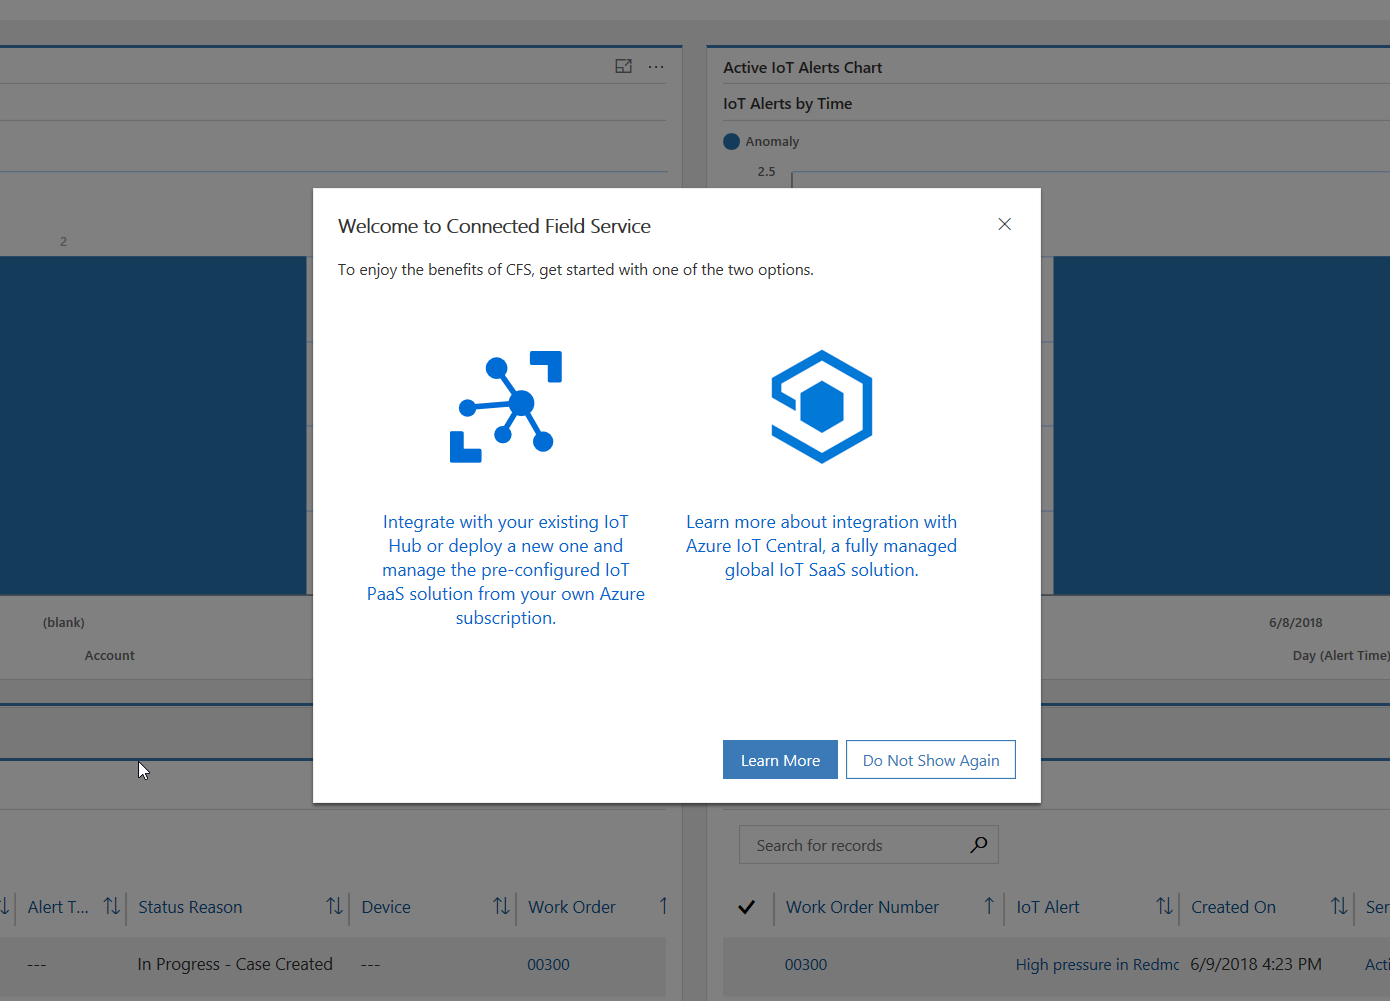 Active IoT Alerts Chart
IoT Alerts by Time
Anomaly
2.5
2
Welcome to Connected Field Service
To enjoy the benefits of CFS, get started with one of the two options.
Integrate with your existing IoT
Hub or deploy a new one and
manage the pre-configured IoT
PaaS solution from your own Azure
subscription.
Learn more about integration with
Azure IoT Central, a fully managed
global IoT SaaS solution.
Learn More
Do Not Show Again
(blank)
Account
6/8/2018
Day (Alert Time)
Search for records
Alert T... Status Reason Device Work Order
--- In Progress - Case Created --- 00300
Work Order Number IoT Alert Created On Ser
00300 High pressure in Redmo 6/9/2018 4:23 PM Acti